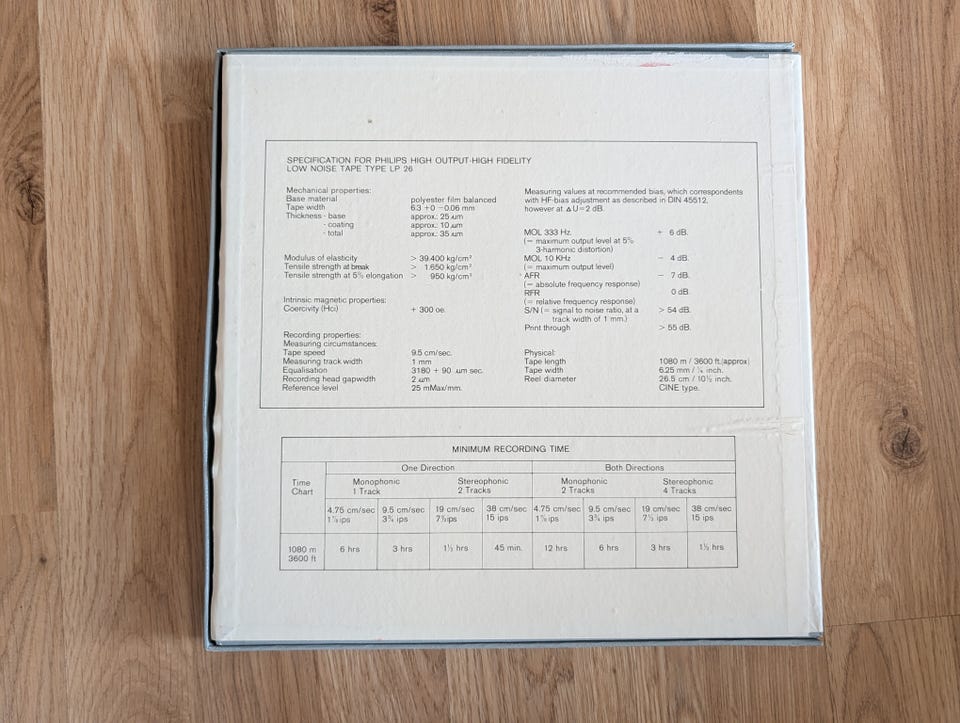 SPECIFICATION FOR PHILIPS HIGH OUTPUT-HIGH FIDELITY
LOW NOISE TAPE TYPE LP 26
Mechanical properties:
Base material polyester film balanced
Tape width 6.3 +0 -0.06 mm
Thickness - base approx.: 25 µm
- coating approx.: 10 µm
- total approx.: 35 µm
Modulus of elasticity > 39.400 kg/cm²
Tensile strength at break > 1.650 kg/cm²
Tensile strength at 5% elongation > 950 kg/cm²
Intrinsic magnetic properties:
Coercivity (Hci) + 300 oe.
Recording properties:
Measuring circumstances:
Tape speed 9.5 cm/sec.
Measuring track width 1 mm
Equalisation 3180 + 90 µm sec.
Recording head gapwidth 2 µm
Reference level 25 mMax/mm.
Measuring values at recommended bias, which correspondents
with HF-bias adjustment as described in DIN 45512,
however at ΔU=2 dB.
MOL 333 Hz. + 6 dB.
(= maximum output level at 5%
3-harmonic distortion)
MOL 10 KHz - 4 dB.
(= maximum output level)
AFR - 7 dB.
(= absolute frequency response)
RFR 0 dB.
(= relative frequency response)
S/N (= signal to noise ratio, at a > 54 dB.
track width of 1 mm.)
Print through > 55 dB.
Physical:
Tape length 1080 m / 3600 ft.(approx)
Tape width 6.25 mm / ¼ inch.
Reel diameter 26.5 cm / 10½ inch.
CINE type.
MINIMUM RECORDING TIME
One Direction Both Directions
Time Chart
Monophonic Stereophonic Monophonic Stereophonic
1 Track 2 Tracks 2 Tracks 4 Tracks
4.75 cm/sec 9.5 cm/sec 19 cm/sec 38 cm/sec 4.75 cm/sec 9.5 cm/sec 19 cm/sec 38 cm/sec
1⅞ ips 3¾ ips 7½ips 15 ips 1⅞ ips 3¾ ips 7½ ips 15 ips
1080 m 6 hrs 3 hrs 1½ hrs 45 min. 12 hrs 6 hrs 3 hrs 1½ hrs
3600 ft